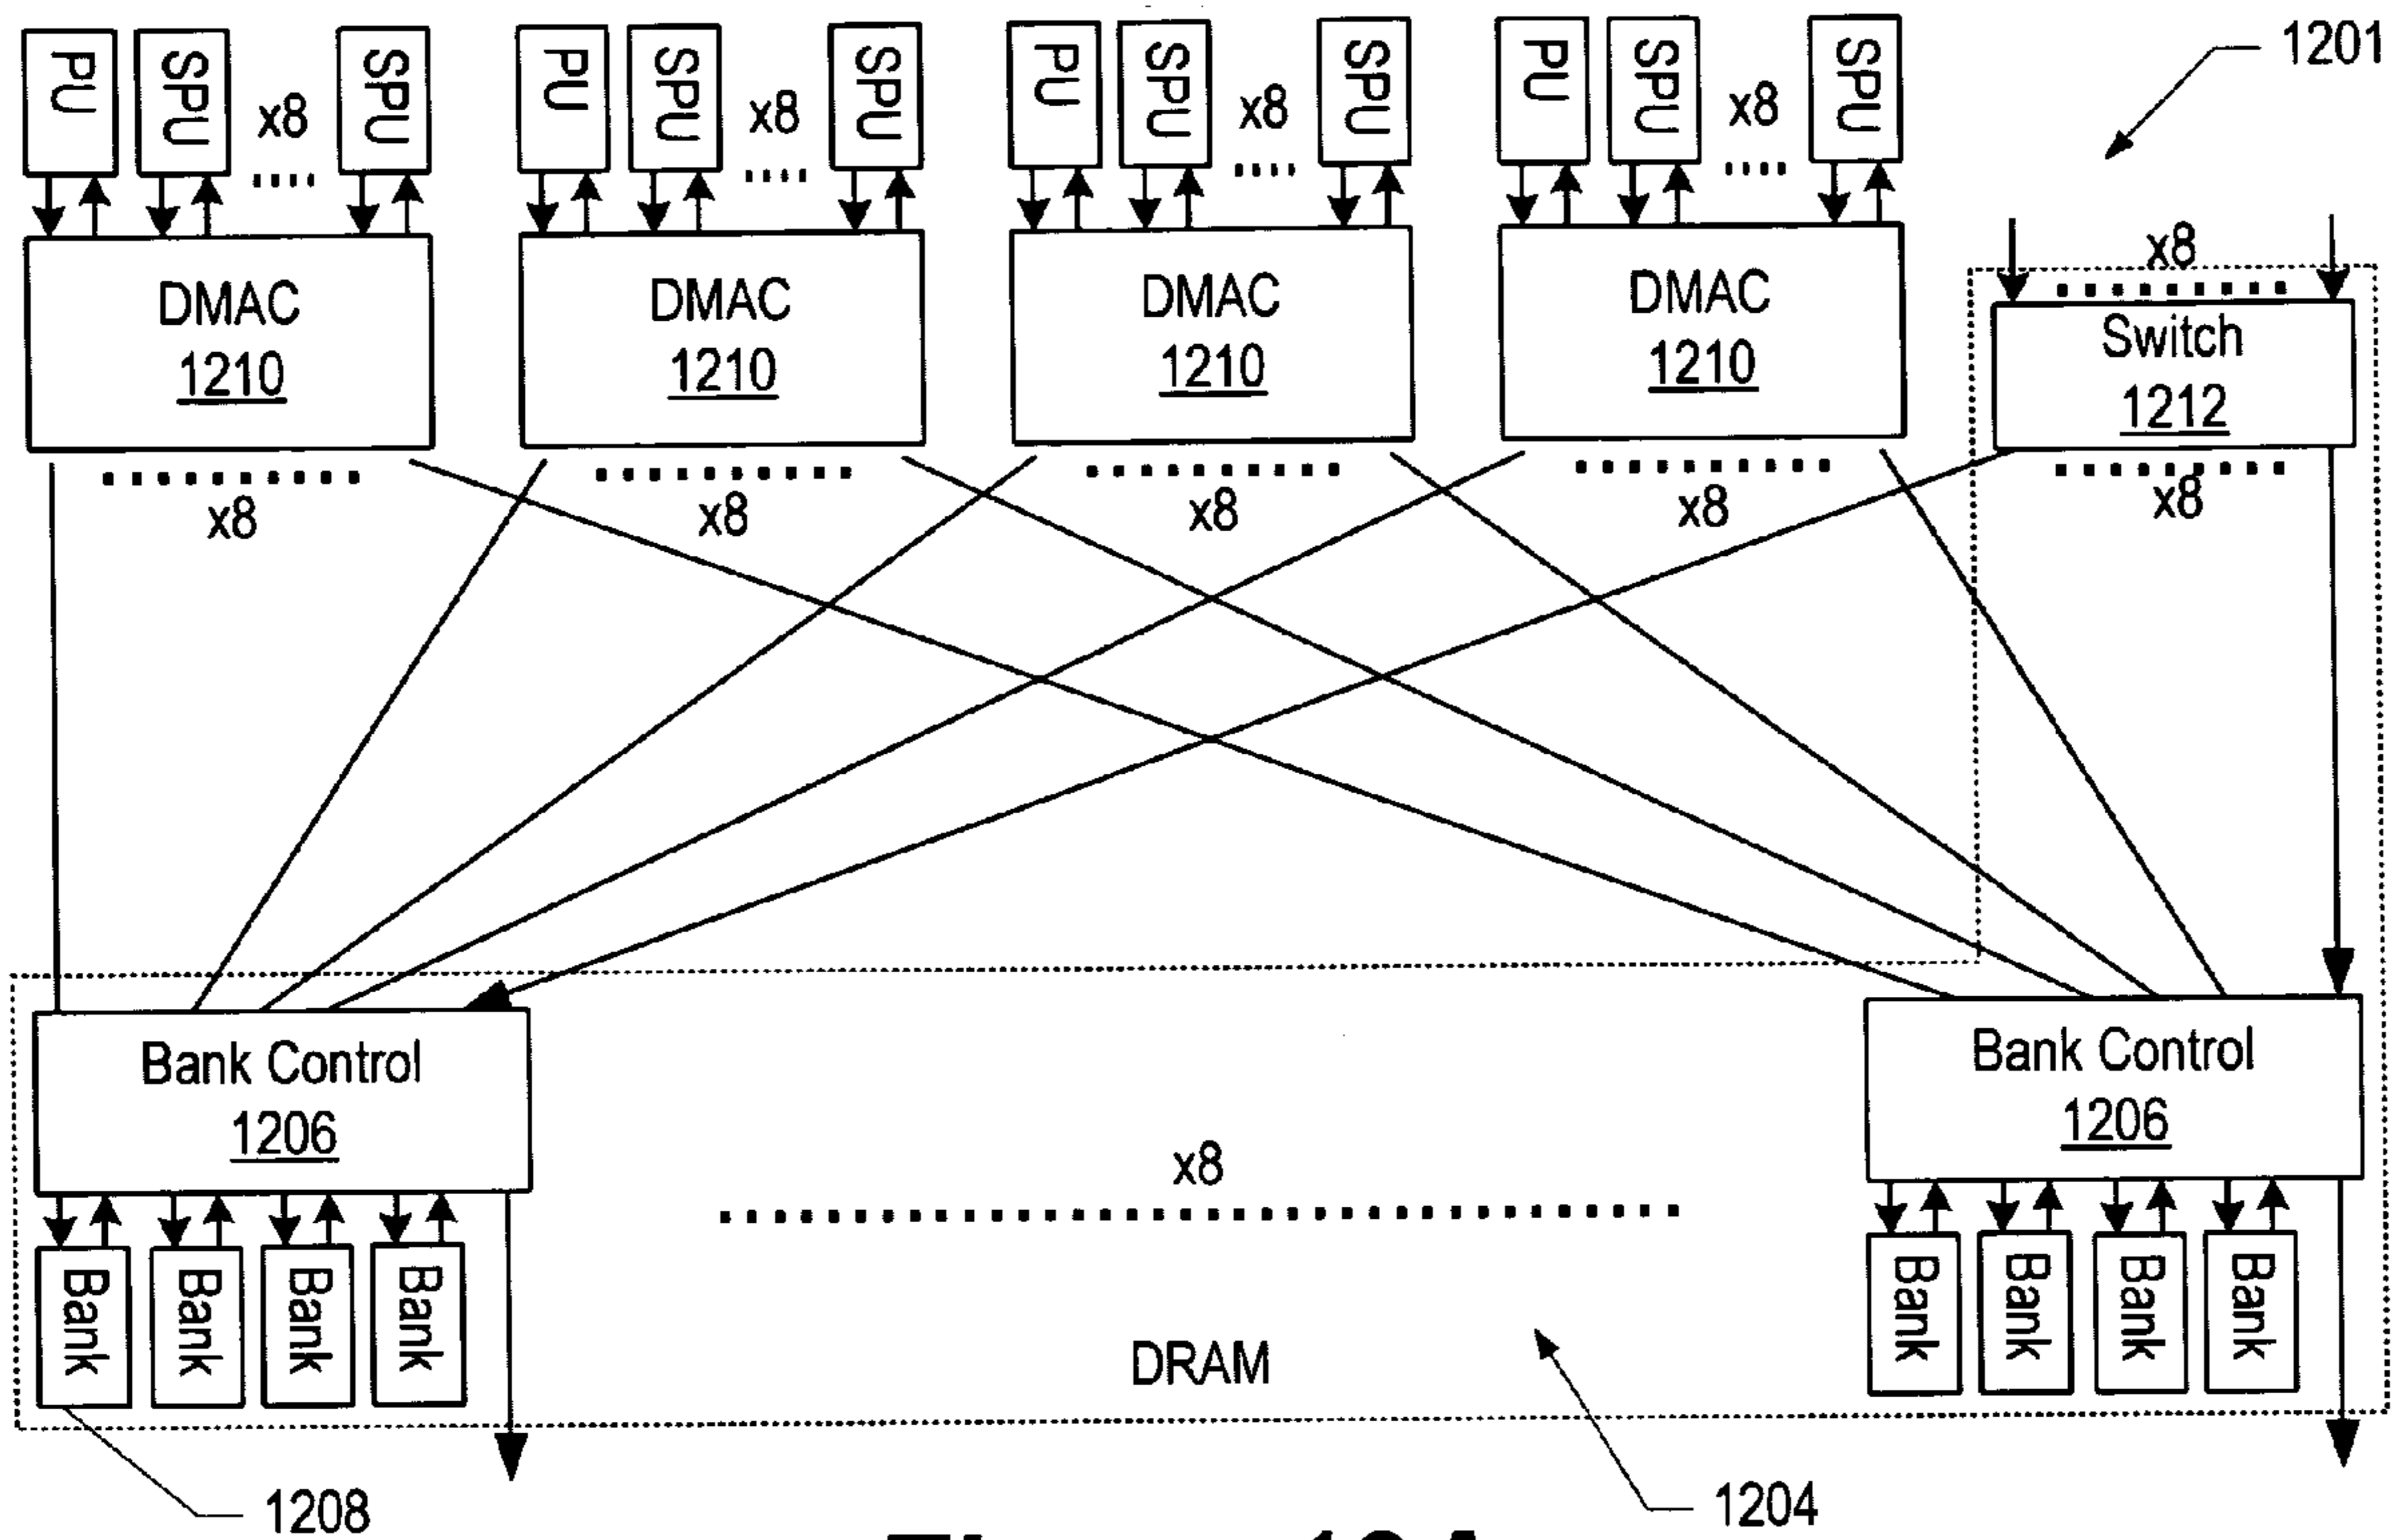 PU SPU x8 SPU PU SPU x8 SPU PU SPU x8 SPU PU SPU x8 SPU
1201
x8
DMAC
1210
DMAC
1210
DMAC
1210
DMAC
1210
Switch
1212
x8
x8
x8
x8
x8
Bank Control
1206
Bank Control
1206
x8
Bank Bank Bank Bank
Bank Bank Bank Bank
DRAM
1208
1204